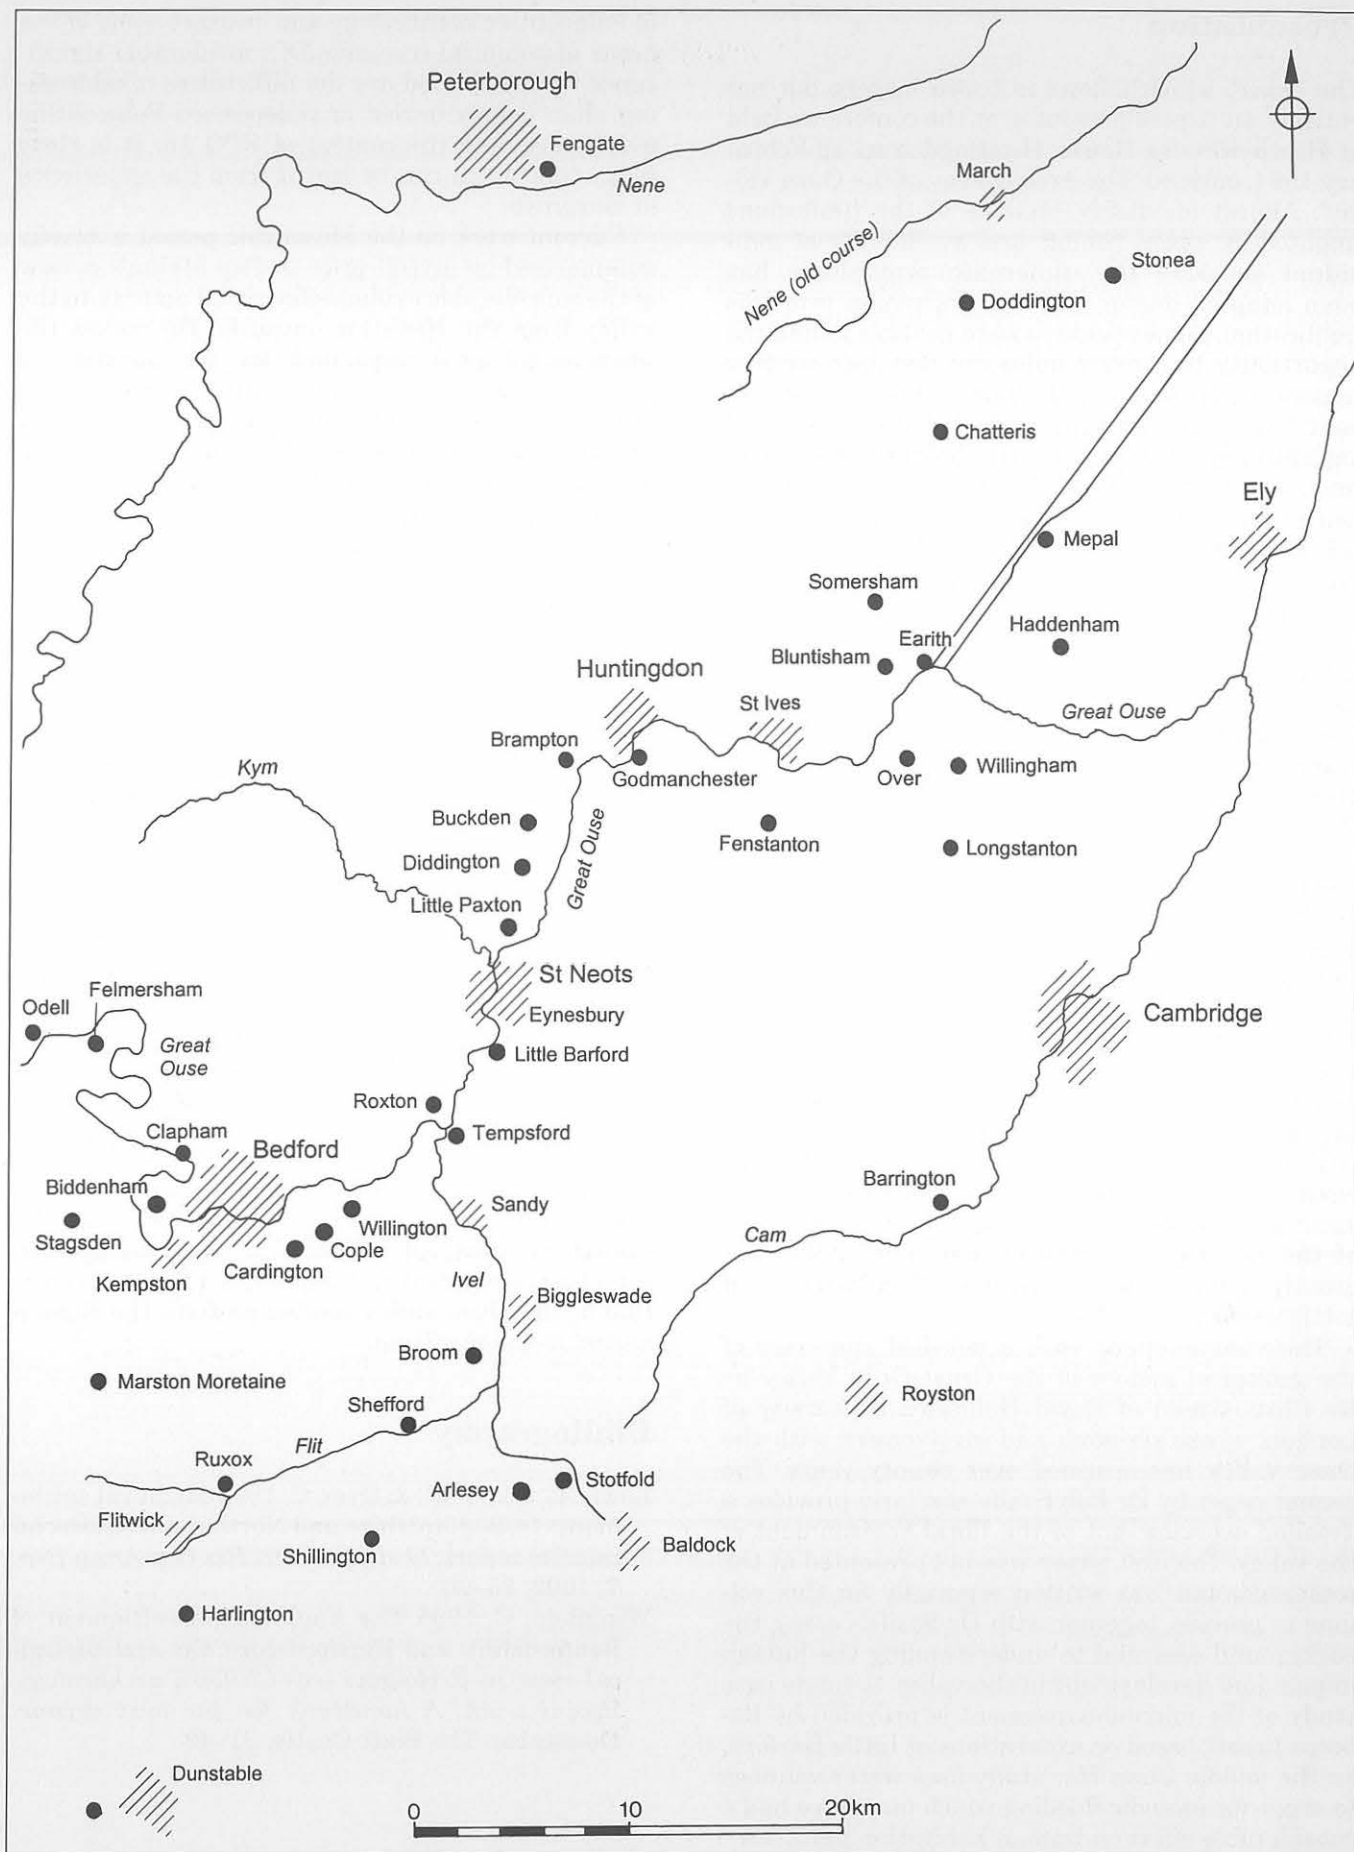 Peterborough
Fengate
Nene
March
Stonea
Nene (old course)
Doddington
Chatteris
Ely
Mepal
Somersham
Haddenham
Earith
Bluntisham
Huntingdon
St Ives
Great Ouse
Brampton
Kym
Godmanchester
Over
Willingham
Buckden
Fenstanton
Longstanton
Diddington
Great Ouse
Little Paxton
St Neots
Felmersham
Odell
Eynesbury
Cambridge
Great
Ouse
Little Barford
Roxton
Clapham
Tempsford
Bedford
Biddenham
Barrington
Sandy
Willington
Stagsden
Cople
Cam
Cardington
Kempston
Ivel
Biggleswade
Broom
Marston Moretaine
Royston
Shefford
Flit
Ruxox
Stotfold
Arlesey
Flitwick
Baldock
Shillington
Harlington
Dunstable
0
10
20km